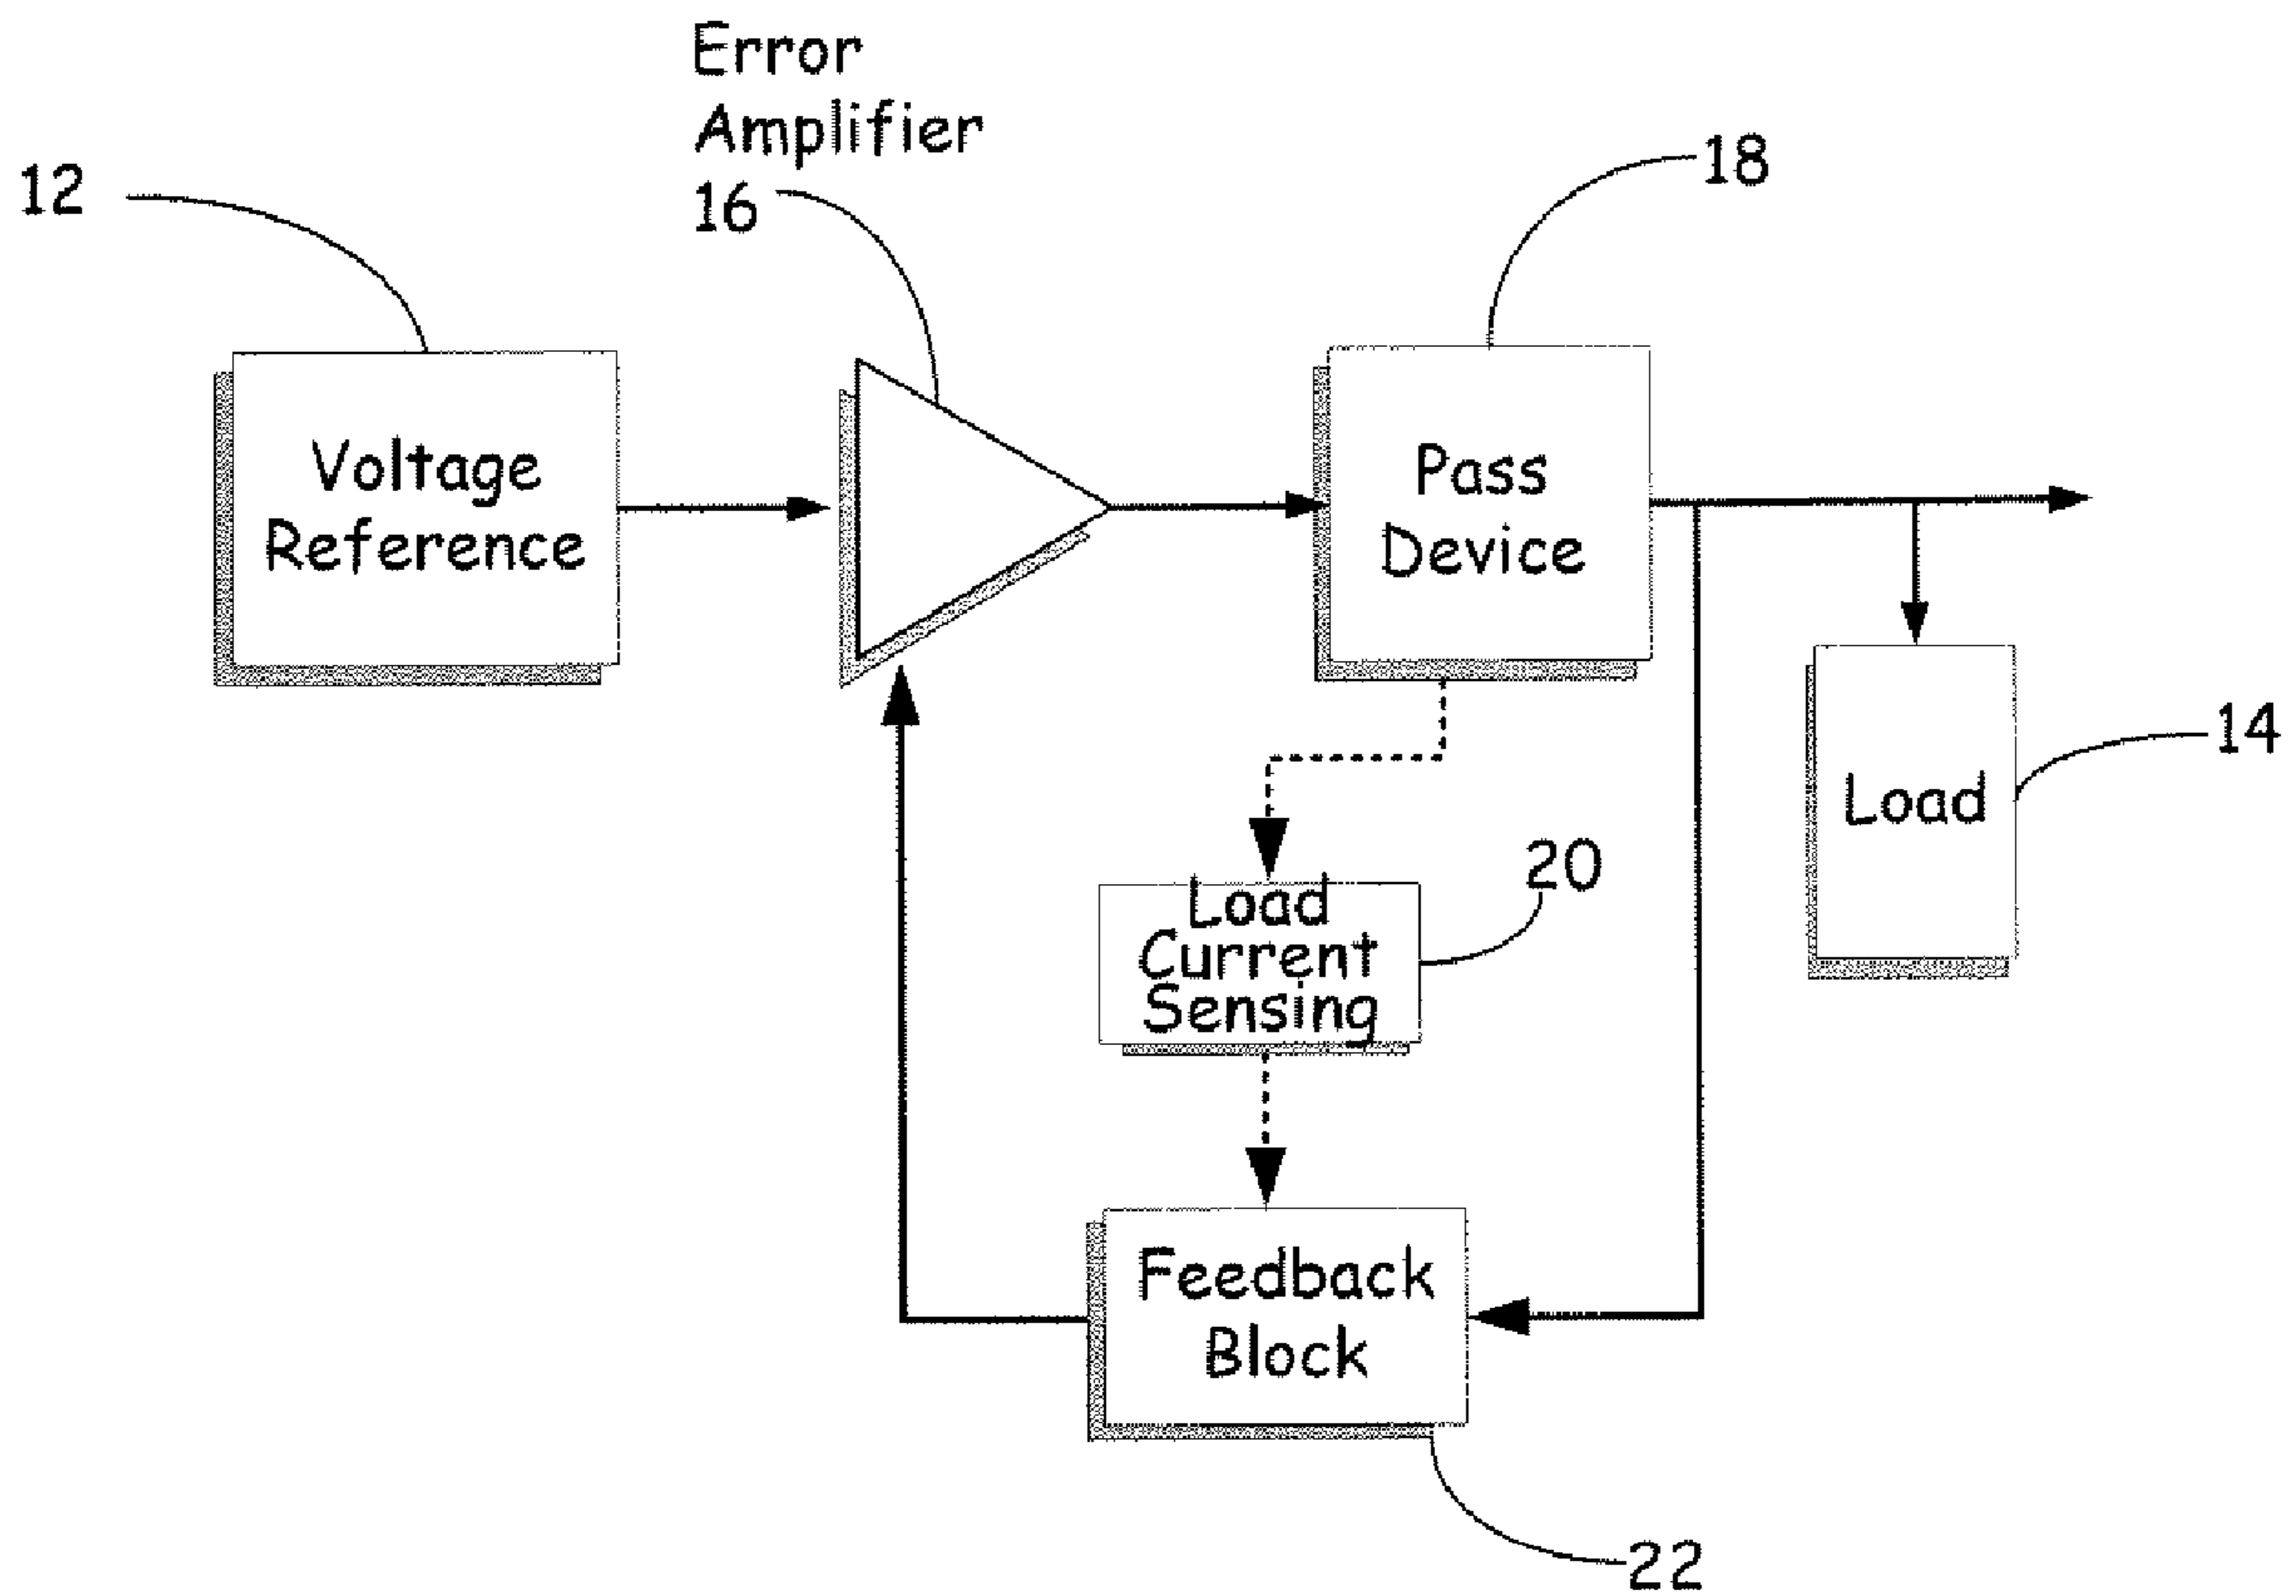 Error
Amplifier
16
12
18
Voltage
Reference
Pass
Device
14
Load
20
Load
Current
Sensing
Feedback
Block
22